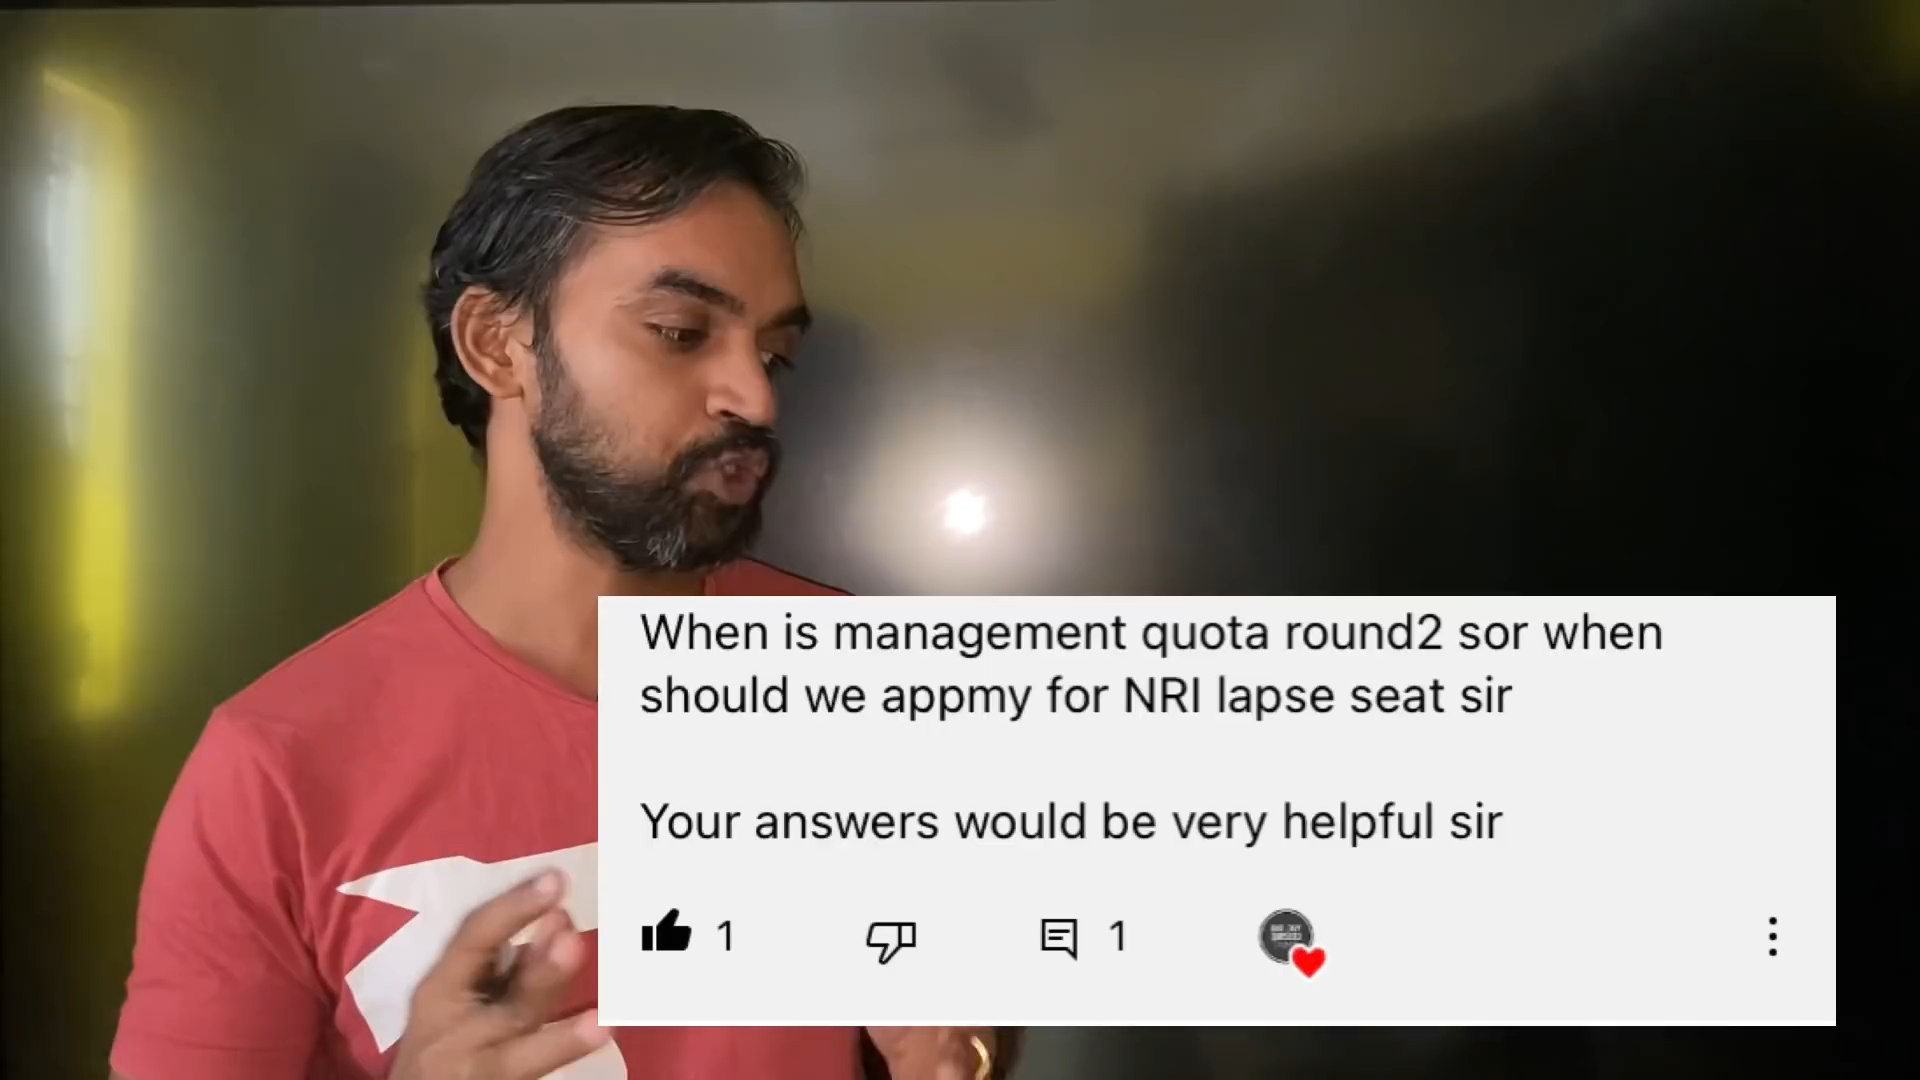 When is management quota round2 sor when
should we appmy for NRI lapse seat sir
Your answers would be very helpful sir
1
1